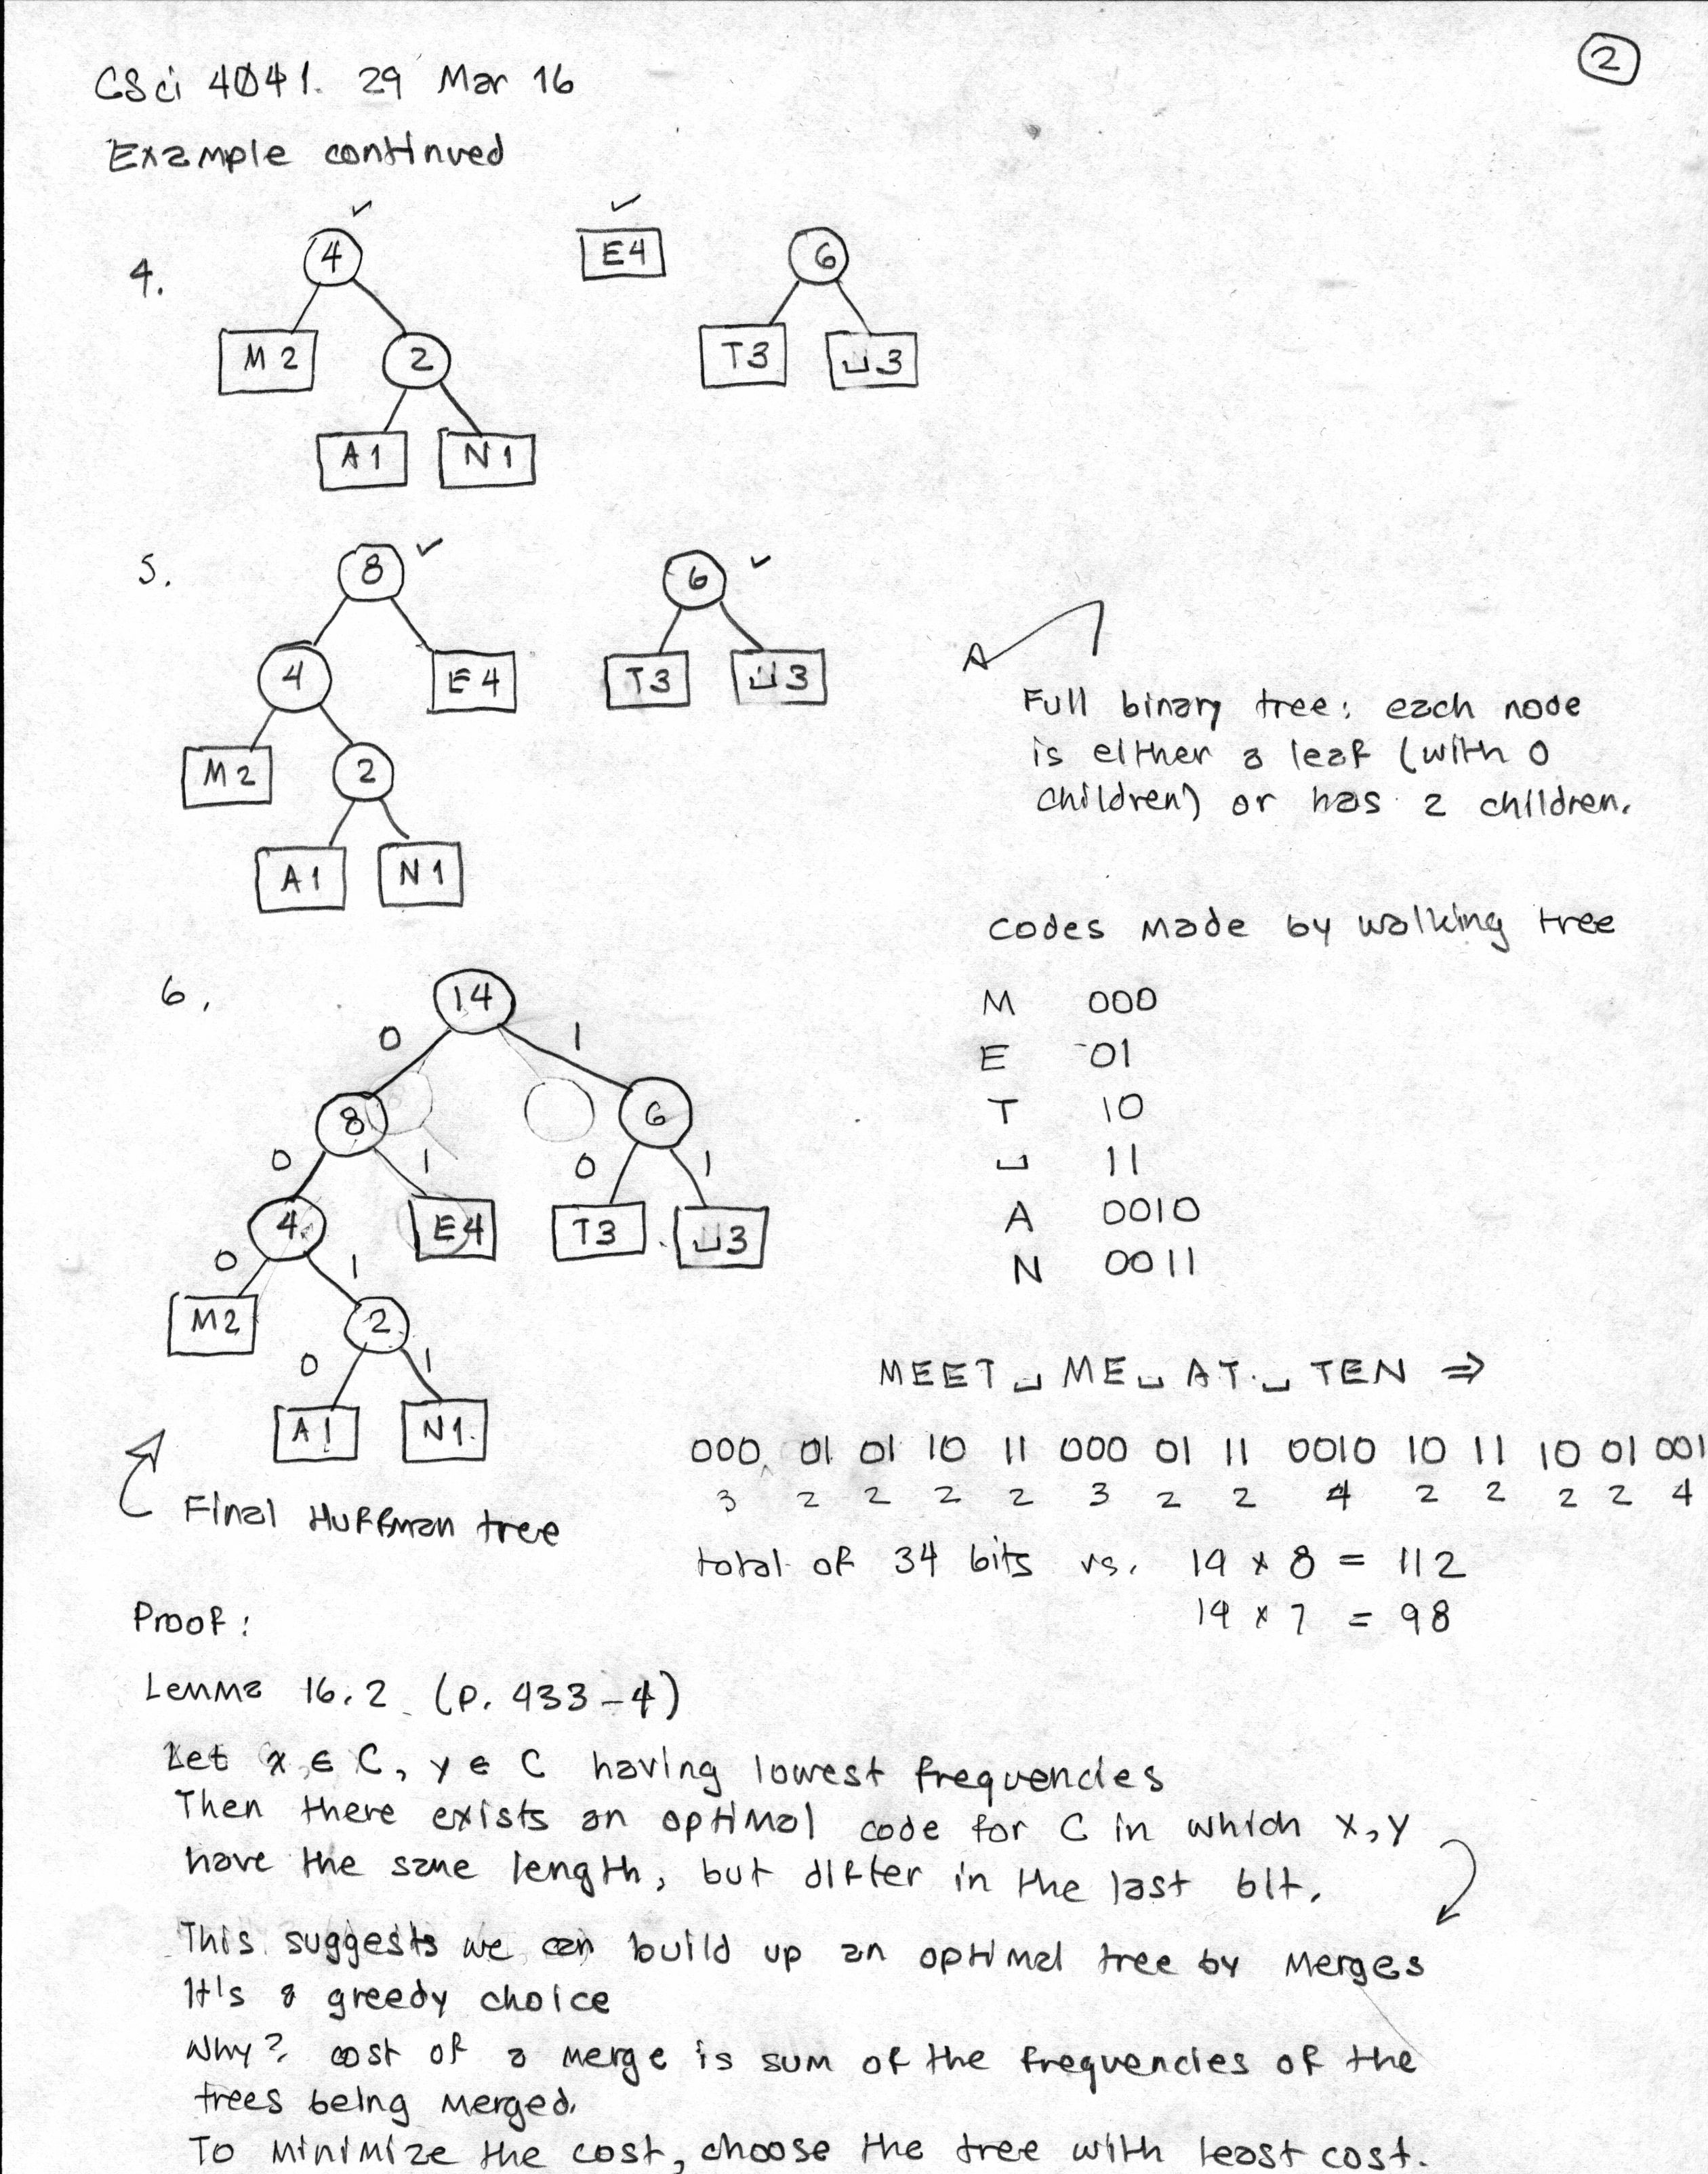 2
CSci 4041. 29 Mar 16
Example continued
4.
4
E4
6
M 2
2
T3
␣3
A1
N1
5.
8
6
4
E4
T3
␣3
M2
2
A1
N1
Full binary tree: each node
is either a leaf (with 0
children) or has 2 children.
codes made by walking tree
M 000
E 01
T 10
␣ 11
A 0010
N 0011
6.
14
0 1
8
6
0 1 0 1
4
E4
T3
␣3
0 1
M2
2
0 1
A1
N1
Final Huffman tree
MEET␣ME␣AT␣TEN ⇒
000 01 01 10 11 000 01 11 0010 10 11 10 01 001
3 2 2 2 2 3 2 2 4 2 2 2 2 4
total of 34 bits vs. 14 x 8 = 112
14 x 7 = 98
Proof:
Lemma 16.2 (p. 433-4)
Let x ∈ C, y ∈ C having lowest frequencies
Then there exists an optimal code for C in which x,y
have the same length, but differ in the last bit.
This suggests we can build up an optimal tree by merges
It's a greedy choice
Why? cost of a merge is sum of the frequencies of the
trees being merged.
To minimize the cost, choose the tree with least cost.